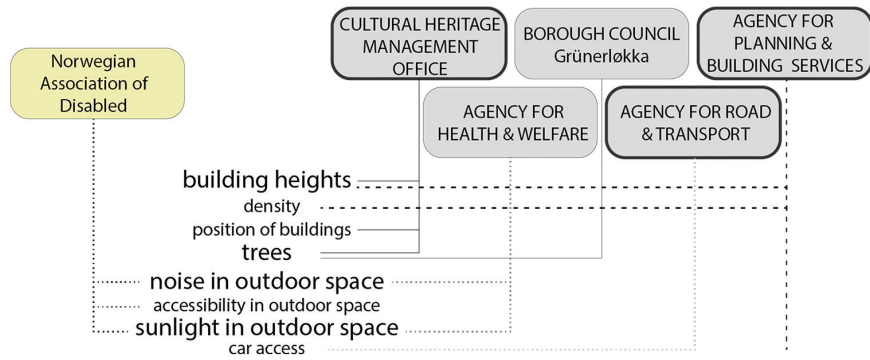 CULTURAL HERITAGE
MANAGEMENT
OFFICE
BOROUGH COUNCIL
Grünerløkka
AGENCY FOR
PLANNING &
BUILDING SERVICES
Norwegian
Association of
Disabled
AGENCY FOR
HEALTH & WELFARE
AGENCY FOR ROAD
& TRANSPORT
building heights
density
position of buildings
trees
noise in outdoor space
accessibility in outdoor space
sunlight in outdoor space
car access